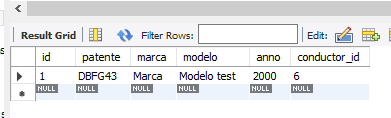 Result Grid Filter Rows: Edit:
id patente marca modelo anno conductor_id
1 DBFG43 Marca Modelo test 2000 6
NULL NULL NULL NULL NULL NULL